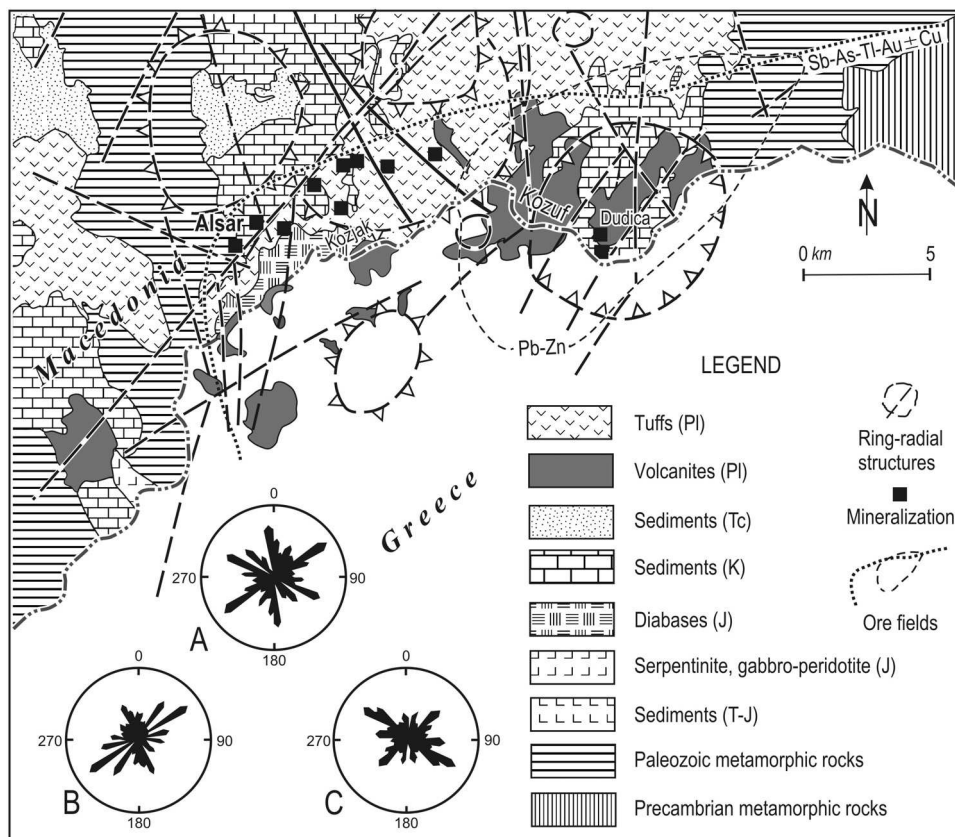 Sb-As-Tl-Au ± Cu
Kožuf
Dudica
Alsar
Kozjak
N
0 km 5
Macedonia
Pb-Zn
Greece
LEGEND
Tuffs (Pl)
Volcanites (Pl)
Sediments (Tc)
Sediments (K)
Diabases (J)
Serpentinite, gabbro-peridotite (J)
Sediments (T-J)
Paleozoic metamorphic rocks
Precambrian metamorphic rocks
Ring-radial
structures
Mineralization
Ore fields
0
270
90
180
A
0
270
90
180
B
0
270
90
180
C